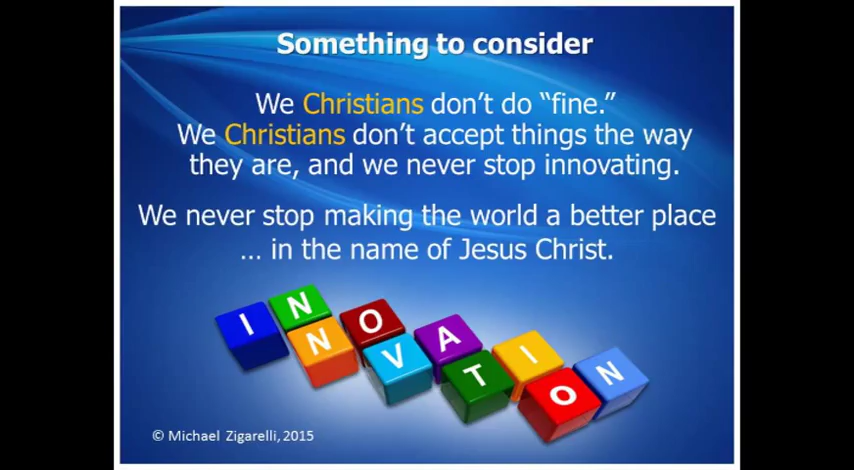 Something to consider
We Christians don't do “fine.”
We Christians don't accept things the way
they are, and we never stop innovating.
We never stop making the world a better place
... in the name of Jesus Christ.
INNOVATION
© Michael Zigarelli, 2015